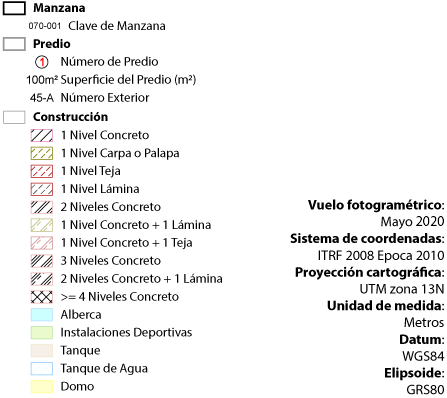 Manzana
070-001 Clave de Manzana
Predio
1 Número de Predio
100m² Superficie del Predio (m²)
45-A Número Exterior
Construcción
1 Nivel Concreto
1 Nivel Carpa o Palapa
1 Nivel Teja
1 Nivel Lámina
2 Niveles Concreto
1 Nivel Concreto + 1 Lámina
1 Nivel Concreto + 1 Teja
3 Niveles Concreto
2 Niveles Concreto + 1 Lámina
>= 4 Niveles Concreto
Alberca
Instalaciones Deportivas
Tanque
Tanque de Agua
Domo
Vuelo fotogramétrico:
Mayo 2020
Sistema de coordenadas:
ITRF 2008 Epoca 2010
Proyección cartográfica:
UTM zona 13N
Unidad de medida:
Metros
Datum:
WGS84
Elipsoide:
GRS80